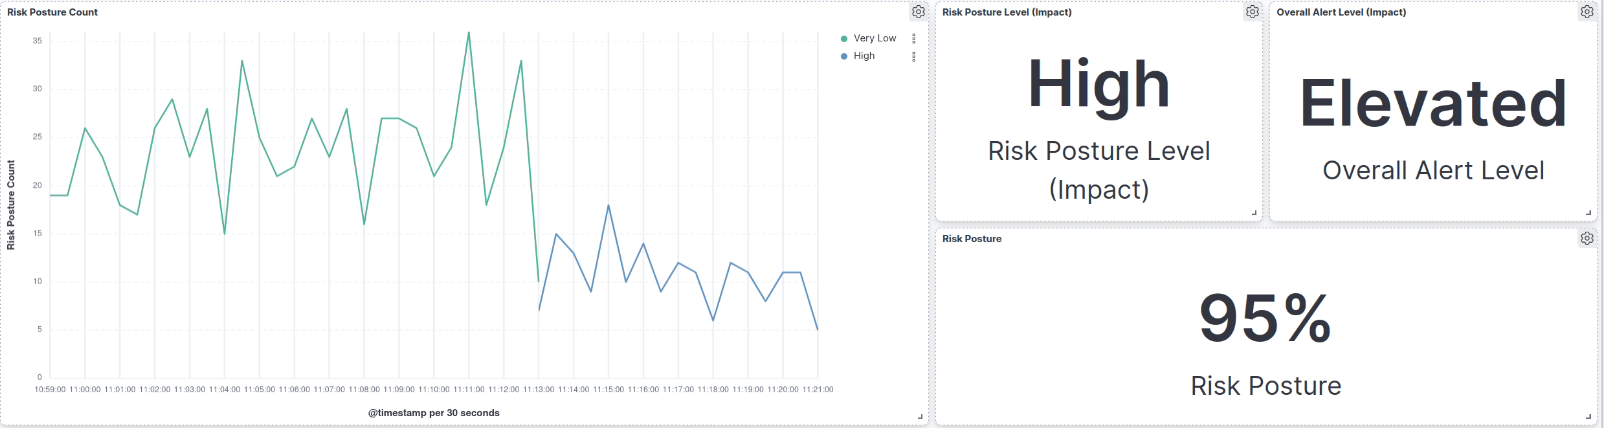 Risk Posture Count
Very Low
High
35
30
25
20
15
10
5
0
Risk Posture Count
10:59:00 11:00:00 11:01:00 11:02:00 11:03:00 11:04:00 11:05:00 11:06:00 11:07:00 11:08:00 11:09:00 11:10:00 11:11:00 11:12:00 11:13:00 11:14:00 11:15:00 11:16:00 11:17:00 11:18:00 11:19:00 11:20:00 11:21:00
@timestamp per 30 seconds
Risk Posture Level (Impact)
High
Risk Posture Level
(Impact)
Overall Alert Level (Impact)
Elevated
Overall Alert Level
Risk Posture
95%
Risk Posture